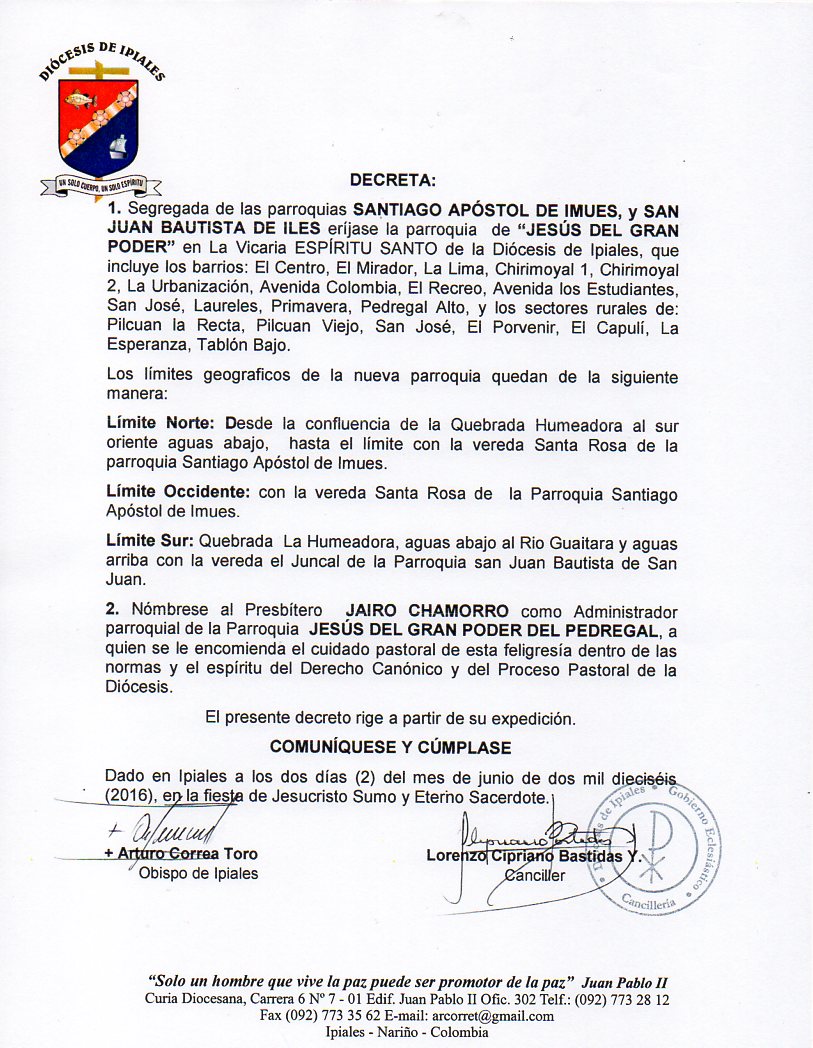 DIÓCESIS DE IPIALES
UN SOLO CUERPO, UN SOLO ESPÍRITU
DECRETA:
1. Segregada de las parroquias SANTIAGO APÓSTOL DE IMUES, y SAN
JUAN BAUTISTA DE ILES eríjase la parroquia de “JESÚS DEL GRAN
PODER” en La Vicaria ESPÍRITU SANTO de la Diócesis de Ipiales, que
incluye los barrios: El Centro, El Mirador, La Lima, Chirimoyal 1, Chirimoyal
2, La Urbanización, Avenida Colombia, El Recreo, Avenida los Estudiantes,
San José, Laureles, Primavera, Pedregal Alto, y los sectores rurales de:
Pilcuan la Recta, Pilcuan Viejo, San José, El Porvenir, El Capulí, La
Esperanza, Tablón Bajo.
Los límites geograficos de la nueva parroquia quedan de la siguiente
manera:
Límite Norte: Desde la confluencia de la Quebrada Humeadora al sur
oriente aguas abajo, hasta el límite con la vereda Santa Rosa de la
parroquia Santiago Apóstol de Imues.
Límite Occidente: con la vereda Santa Rosa de la Parroquia Santiago
Apóstol de Imues.
Límite Sur: Quebrada La Humeadora, aguas abajo al Rio Guaitara y aguas
arriba con la vereda el Juncal de la Parroquia san Juan Bautista de San
Juan.
2. Nómbrese al Presbítero JAIRO CHAMORRO como Administrador
parroquial de la Parroquia JESÚS DEL GRAN PODER DEL PEDREGAL, a
quien se le encomienda el cuidado pastoral de esta feligresía dentro de las
normas y el espíritu del Derecho Canónico y del Proceso Pastoral de la
Diócesis.
El presente decreto rige a partir de su expedición.
COMUNÍQUESE Y CÚMPLASE
Dado en Ipiales a los dos días (2) del mes de junio de dos mil dieciséis
(2016), en la fiesta de Jesucristo Sumo y Eterno Sacerdote.
+ Arturo Correa Toro
Obispo de Ipiales
Lorenzo Cipriano Bastidas Y.
Canciller
Diócesis de Ipiales • Gobierno Eclesiástico •
Cancillería
“Solo un hombre que vive la paz puede ser promotor de la paz” Juan Pablo II
Curia Diocesana, Carrera 6 Nº 7 - 01 Edif. Juan Pablo II Ofic. 302 Telf.: (092) 773 28 12
Fax (092) 773 35 62 E-mail: arcorret@gmail.com
Ipiales - Nariño - Colombia